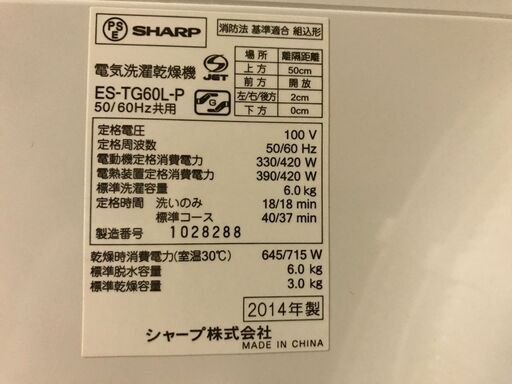 PSE SHARP
消防法 基準適合 組込形
電気洗濯乾燥機 JET
ES-TG60L-P
50/60Hz共用 G
場所 離隔距離
上方 50cm
前方 開放
左/右/後方 2cm
下方 0cm
定格電圧 100 V
定格周波数 50/60 Hz
電動機定格消費電力 330/420 W
電熱装置定格消費電力 390/420 W
標準洗濯容量 6.0 kg
定格時間 洗いのみ 18/18 min
標準コース 40/37 min
製造番号 1028288
乾燥時消費電力(室温30℃) 645/715 W
標準脱水容量 6.0 kg
標準乾燥容量 3.0 kg
2014年製
シャープ株式会社
MADE IN CHINA